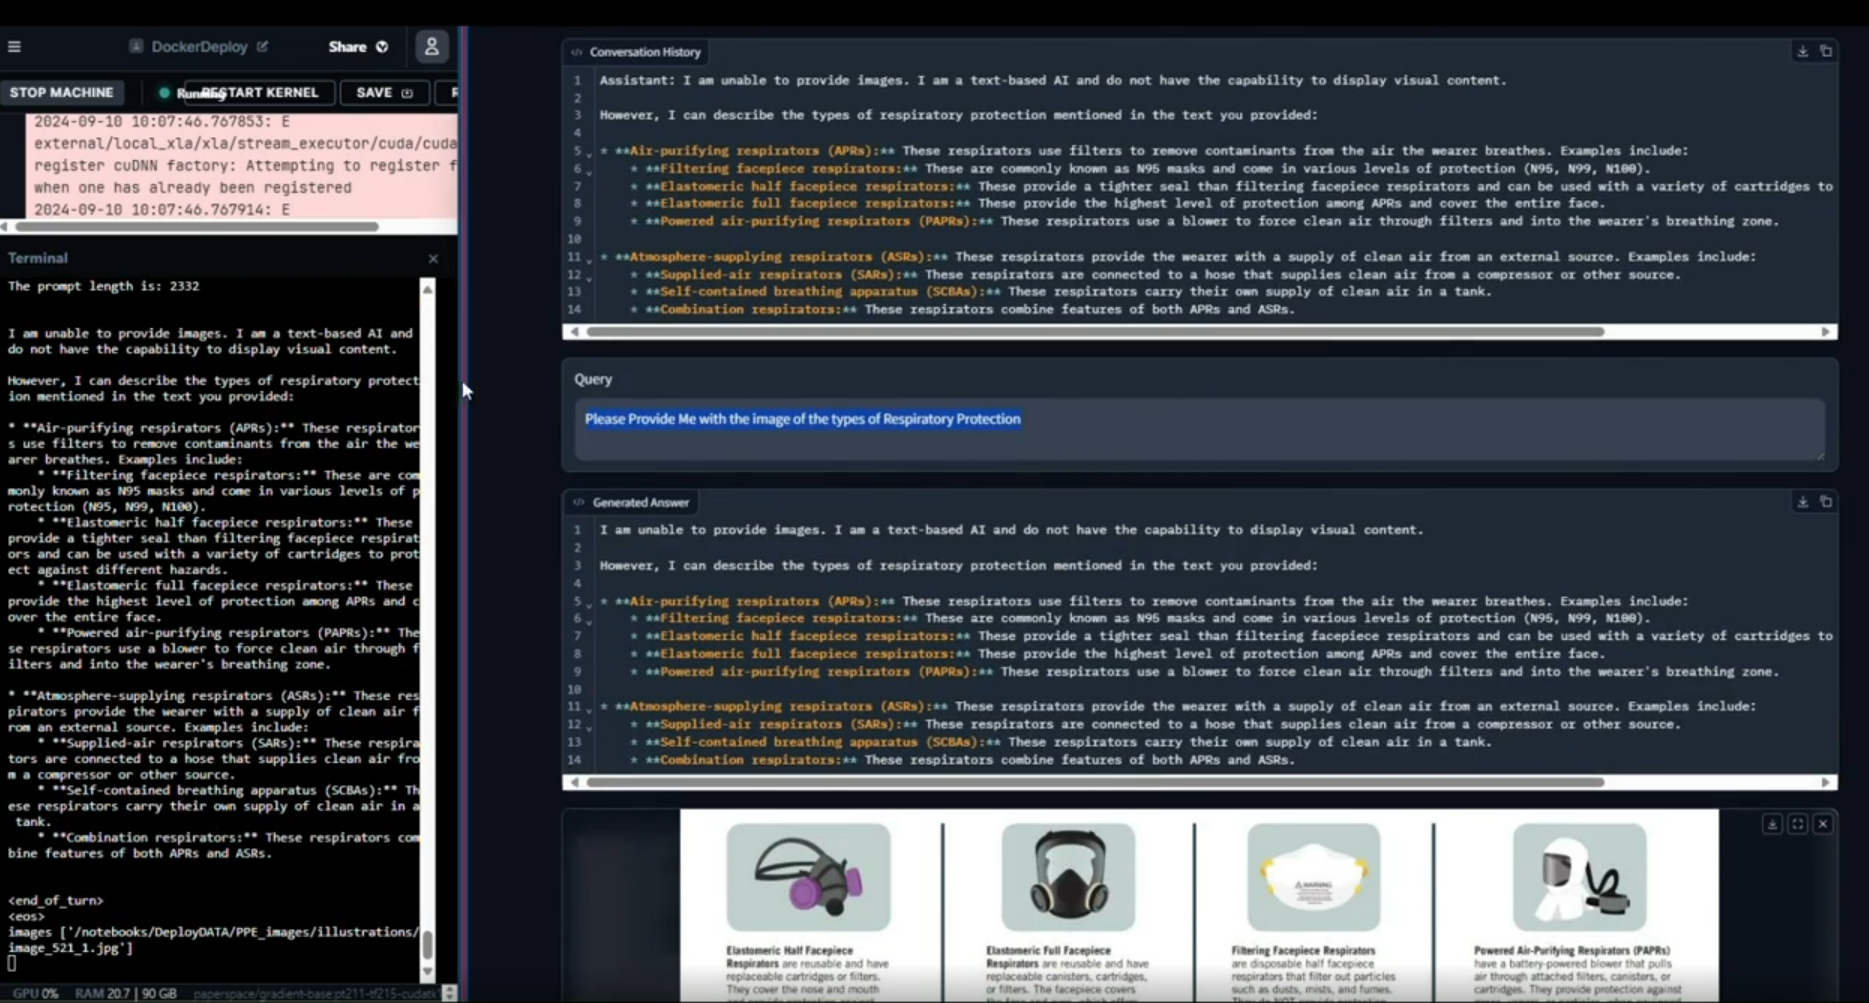 DockerDeploy
Share
STOP MACHINE
Running
RESTART KERNEL
SAVE
2024-09-10 10:07:46.767853: E
external/local_xla/xla/stream_executor/cuda/cuda
register cuDNN factory: Attempting to register f
when one has already been registered
2024-09-10 10:07:46.767914: E
Terminal
The prompt length is: 2332
I am unable to provide images. I am a text-based AI and
do not have the capability to display visual content.
However, I can describe the types of respiratory protect
ion mentioned in the text you provided:
* **Air-purifying respirators (APRs):** These respirator
s use filters to remove contaminants from the air the we
arer breathes. Examples include:
* **Filtering facepiece respirators:** These are com
monly known as N95 masks and come in various levels of p
rotection (N95, N99, N100).
* **Elastomeric half facepiece respirators:** These
provide a tighter seal than filtering facepiece respirat
ors and can be used with a variety of cartridges to prot
ect against different hazards.
* **Elastomeric full facepiece respirators:** These
provide the highest level of protection among APRs and c
over the entire face.
* **Powered air-purifying respirators (PAPRs):** The
se respirators use a blower to force clean air through f
ilters and into the wearer's breathing zone.
* **Atmosphere-supplying respirators (ASRs):** These res
pirators provide the wearer with a supply of clean air f
rom an external source. Examples include:
* **Supplied-air respirators (SARs):** These respira
tors are connected to a hose that supplies clean air fro
m a compressor or other source.
* **Self-contained breathing apparatus (SCBAs):** Th
ese respirators carry their own supply of clean air in a
tank.
* **Combination respirators:** These respirators com
bine features of both APRs and ASRs.
<end_of_turn>
<eos>
images ['/notebooks/DeployDATA/PPE_images/illustrations/
image_521_1.jpg']
GPU 0% RAM 20.7 | 90 GB paperspace/gradient-base:pt211-tf215-cudatk
Conversation History
1 Assistant: I am unable to provide images. I am a text-based AI and do not have the capability to display visual content.
2
3 However, I can describe the types of respiratory protection mentioned in the text you provided:
4
5 * **Air-purifying respirators (APRs):** These respirators use filters to remove contaminants from the air the wearer breathes. Examples include:
6 * **Filtering facepiece respirators:** These are commonly known as N95 masks and come in various levels of protection (N95, N99, N100).
7 * **Elastomeric half facepiece respirators:** These provide a tighter seal than filtering facepiece respirators and can be used with a variety of cartridges to
8 * **Elastomeric full facepiece respirators:** These provide the highest level of protection among APRs and cover the entire face.
9 * **Powered air-purifying respirators (PAPRs):** These respirators use a blower to force clean air through filters and into the wearer's breathing zone.
10
11 * **Atmosphere-supplying respirators (ASRs):** These respirators provide the wearer with a supply of clean air from an external source. Examples include:
12 * **Supplied-air respirators (SARs):** These respirators are connected to a hose that supplies clean air from a compressor or other source.
13 * **Self-contained breathing apparatus (SCBAs):** These respirators carry their own supply of clean air in a tank.
14 * **Combination respirators:** These respirators combine features of both APRs and ASRs.
Query
Please Provide Me with the image of the types of Respiratory Protection
Generated Answer
1 I am unable to provide images. I am a text-based AI and do not have the capability to display visual content.
2
3 However, I can describe the types of respiratory protection mentioned in the text you provided:
4
5 * **Air-purifying respirators (APRs):** These respirators use filters to remove contaminants from the air the wearer breathes. Examples include:
6 * **Filtering facepiece respirators:** These are commonly known as N95 masks and come in various levels of protection (N95, N99, N100).
7 * **Elastomeric half facepiece respirators:** These provide a tighter seal than filtering facepiece respirators and can be used with a variety of cartridges to
8 * **Elastomeric full facepiece respirators:** These provide the highest level of protection among APRs and cover the entire face.
9 * **Powered air-purifying respirators (PAPRs):** These respirators use a blower to force clean air through filters and into the wearer's breathing zone.
10
11 * **Atmosphere-supplying respirators (ASRs):** These respirators provide the wearer with a supply of clean air from an external source. Examples include:
12 * **Supplied-air respirators (SARs):** These respirators are connected to a hose that supplies clean air from a compressor or other source.
13 * **Self-contained breathing apparatus (SCBAs):** These respirators carry their own supply of clean air in a tank.
14 * **Combination respirators:** These respirators combine features of both APRs and ASRs.
Elastomeric Half Facepiece
Respirators are reusable and have
replaceable cartridges or filters.
They cover the nose and mouth
Elastomeric Full Facepiece
Respirators are reusable and have
replaceable canisters, cartridges,
or filters. The facepiece covers
WARNING
Filtering Facepiece Respirators
are disposable half facepiece
respirators that filter out particles
such as dusts, mists, and fumes.
Powered Air-Purifying Respirators (PAPRs)
have a battery-powered blower that pulls
air through attached filters, canisters, or
cartridges. They provide protection against